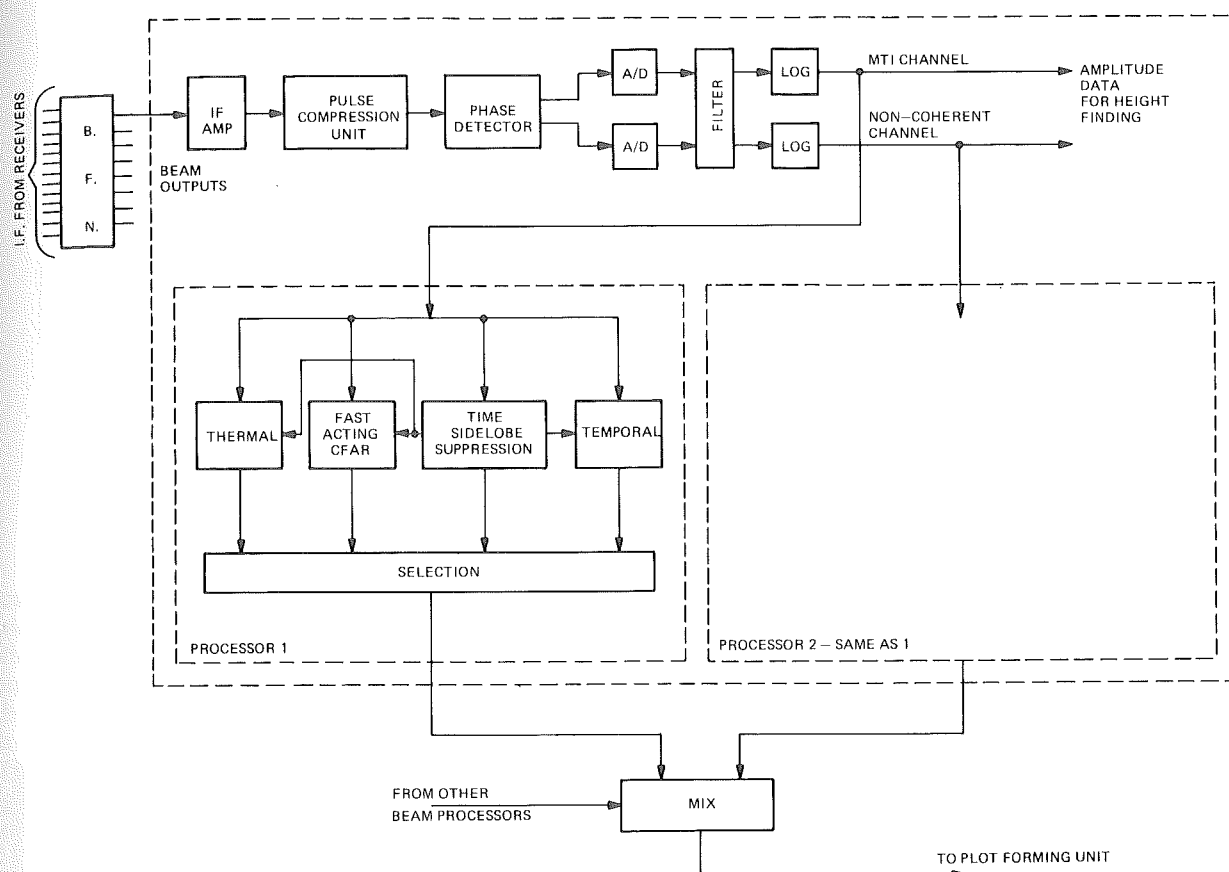 I.F. FROM RECEIVERS
B.
F.
N.
BEAM
OUTPUTS
IF
AMP
PULSE
COMPRESSION
UNIT
PHASE
DETECTOR
A/D
A/D
FILTER
LOG
LOG
MTI CHANNEL
NON-COHERENT
CHANNEL
AMPLITUDE
DATA
FOR HEIGHT
FINDING
THERMAL
FAST
ACTING
CFAR
TIME
SIDELOBE
SUPPRESSION
TEMPORAL
SELECTION
PROCESSOR 1
PROCESSOR 2 – SAME AS 1
FROM OTHER
BEAM PROCESSORS
MIX
TO PLOT FORMING UNIT